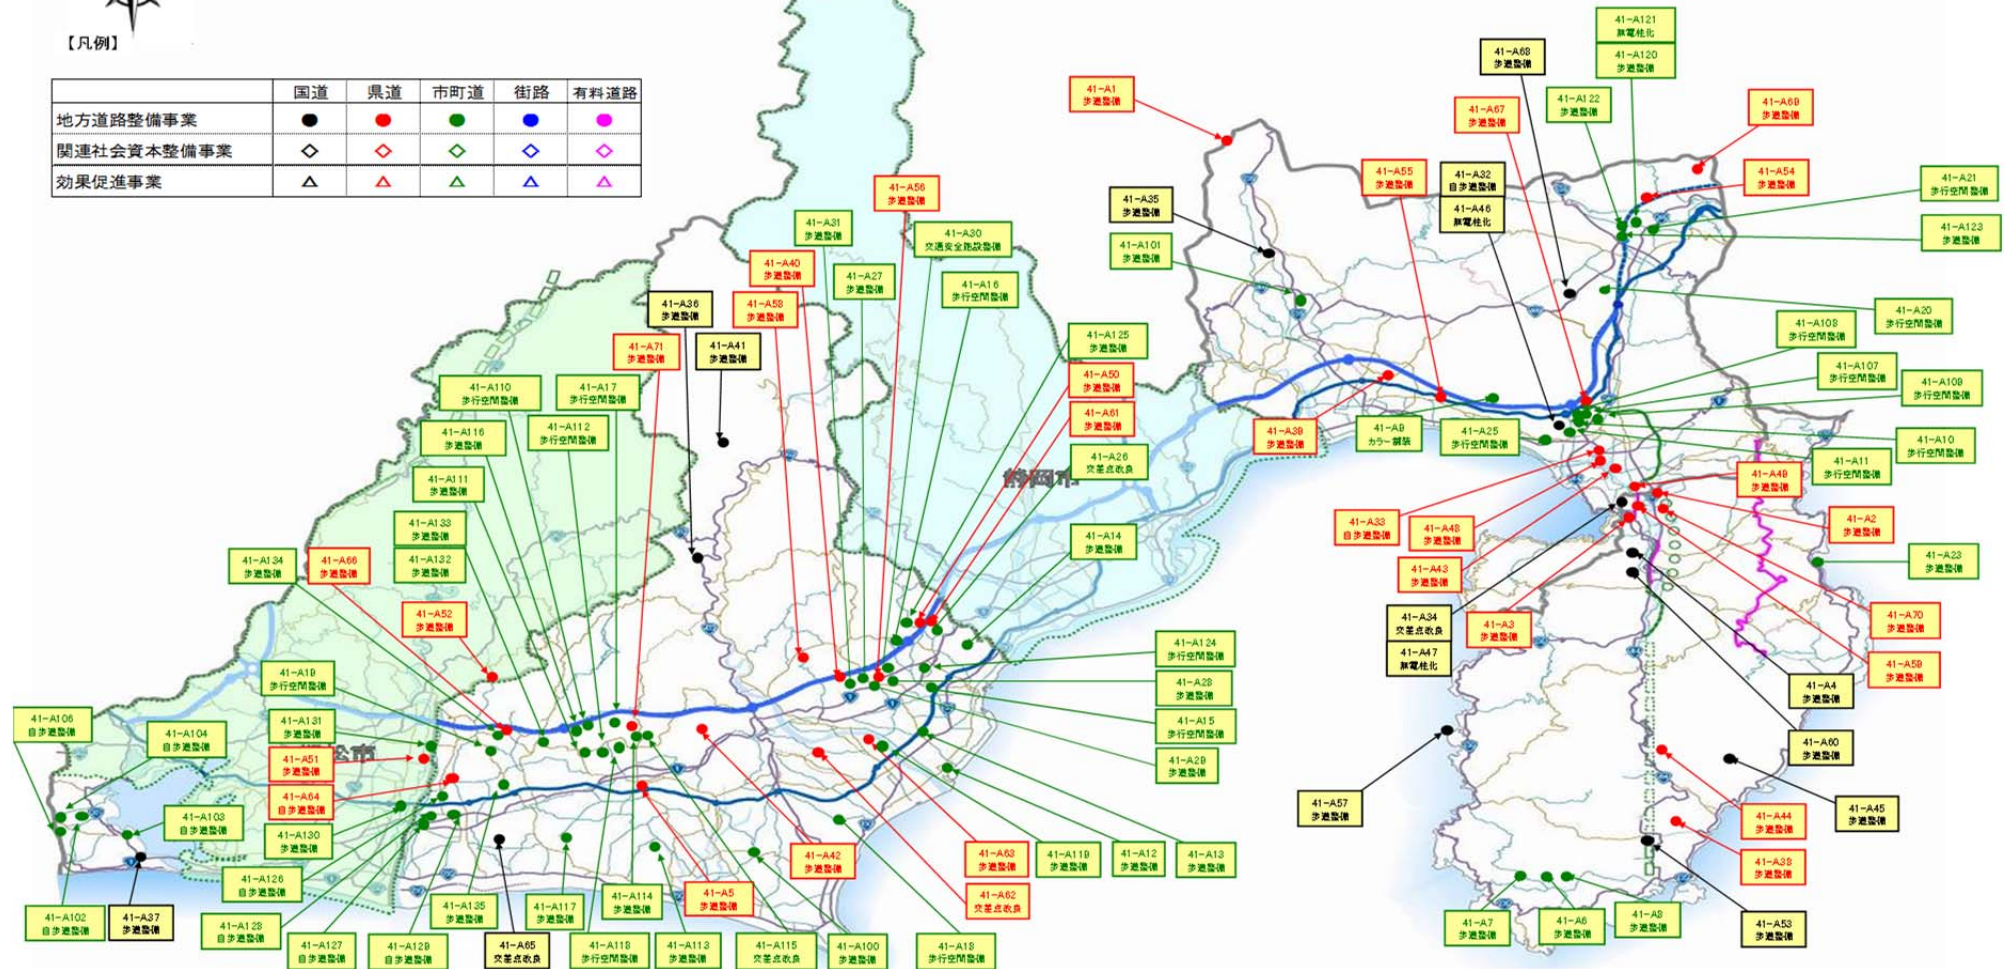 【凡例】
国道 県道 市町道 街路 有料道路
地方道路整備事業
関連社会資本整備事業
効果促進事業
41-A121
無電柱化
41-A120
歩道整備
41-A68
歩道整備
41-A122
歩道整備
41-A67
歩道整備
41-A69
歩道整備
41-A1
歩道整備
41-A55
歩道整備
41-A32
自歩道整備
41-A46
無電柱化
41-A54
歩道整備
41-A21
歩行空間整備
41-A123
歩道整備
41-A35
歩道整備
41-A101
歩道整備
41-A56
歩道整備
41-A31
歩道整備
41-A30
交通安全施設整備
41-A40
歩道整備
41-A27
歩道整備
41-A16
歩行空間整備
41-A36
歩道整備
41-A58
歩道整備
41-A41
歩道整備
41-A71
歩道整備
41-A20
歩行空間整備
41-A108
歩行空間整備
41-A107
歩行空間整備
41-A109
歩行空間整備
41-A125
歩道整備
41-A50
歩道整備
41-A61
歩道整備
41-A26
交差点改良
41-A110
歩行空間整備
41-A17
歩行空間整備
41-A116
歩道整備
41-A112
歩行空間整備
41-A111
歩道整備
41-A133
歩道整備
41-A132
歩道整備
41-A39
歩道整備
41-A9
カラー舗装
41-A25
歩行空間整備
41-A10
歩行空間整備
41-A11
歩行空間整備
41-A49
歩道整備
静岡市
41-A14
歩道整備
41-A33
自歩道整備
41-A48
歩道整備
41-A2
歩道整備
41-A43
歩道整備
41-A23
歩道整備
41-A134
歩道整備
41-A66
歩道整備
41-A52
歩道整備
41-A34
交差点改良
41-A47
無電柱化
41-A3
歩道整備
41-A70
歩道整備
41-A59
歩道整備
41-A4
歩道整備
41-A60
歩道整備
41-A124
歩行空間整備
41-A28
歩道整備
41-A15
歩行空間整備
41-A29
歩道整備
41-A19
歩行空間整備
41-A106
自歩道整備
41-A104
自歩道整備
41-A131
歩道整備
松市
41-A51
歩道整備
41-A64
自歩道整備
41-A103
自歩道整備
41-A130
歩道整備
41-A126
自歩道整備
41-A102
自歩道整備
41-A37
歩道整備
41-A128
自歩道整備
41-A127
自歩道整備
41-A129
歩道整備
41-A135
歩道整備
41-A65
交差点改良
41-A117
歩道整備
41-A118
歩行空間整備
41-A114
歩道整備
41-A113
歩道整備
41-A5
歩道整備
41-A115
交差点改良
41-A42
歩道整備
41-A100
歩道整備
41-A18
歩行空間整備
41-A63
歩道整備
41-A62
交差点改良
41-A119
歩道整備
41-A12
歩道整備
41-A13
歩道整備
41-A57
歩道整備
41-A45
歩道整備
41-A44
歩道整備
41-A38
歩道整備
41-A53
歩道整備
41-A7
歩道整備
41-A6
歩道整備
41-A8
歩道整備